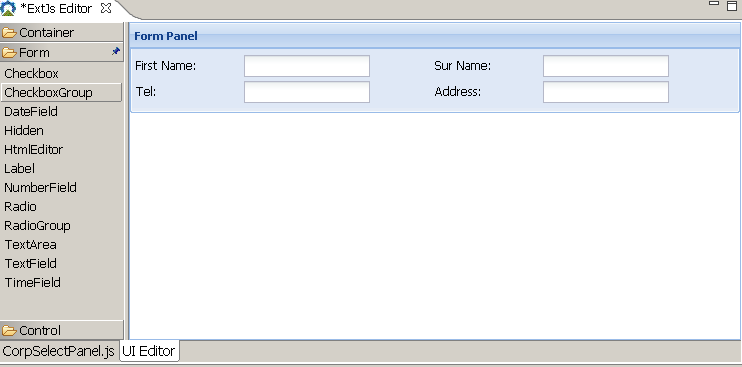 *ExtJs Editor
Container
Form
Checkbox
CheckboxGroup
DateField
Hidden
HtmlEditor
Label
NumberField
Radio
RadioGroup
TextArea
TextField
TimeField
Control
Form Panel
First Name:
Sur Name:
Tel:
Address:
CorpSelectPanel.js
UI Editor